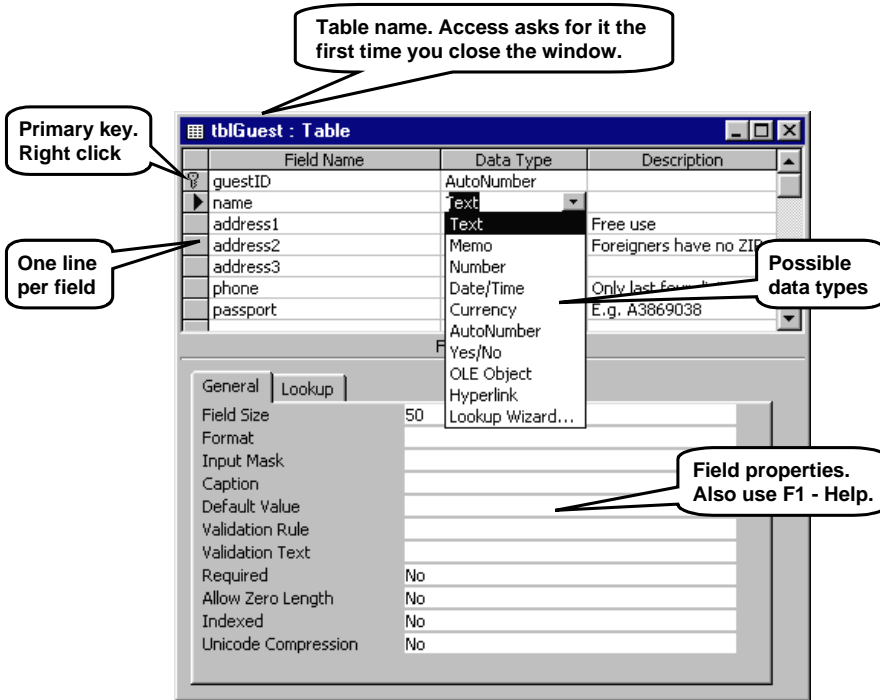 Table name. Access asks for it the
first time you close the window.
Primary key.
Right click
tblGuest : Table
Field Name Data Type Description
guestID AutoNumber
name Text
address1 Text Free use
address2 Memo Foreigners have no ZIP
address3 Number
phone Date/Time Only last four
passport Currency E.g. A3869038
AutoNumber
Yes/No
OLE Object
Hyperlink
Lookup Wizard...
One line
per field
Possible
data types
F
General Lookup
Field Size 50
Format
Input Mask
Caption
Default Value
Validation Rule
Validation Text
Required No
Allow Zero Length No
Indexed No
Unicode Compression No
Field properties.
Also use F1 - Help.